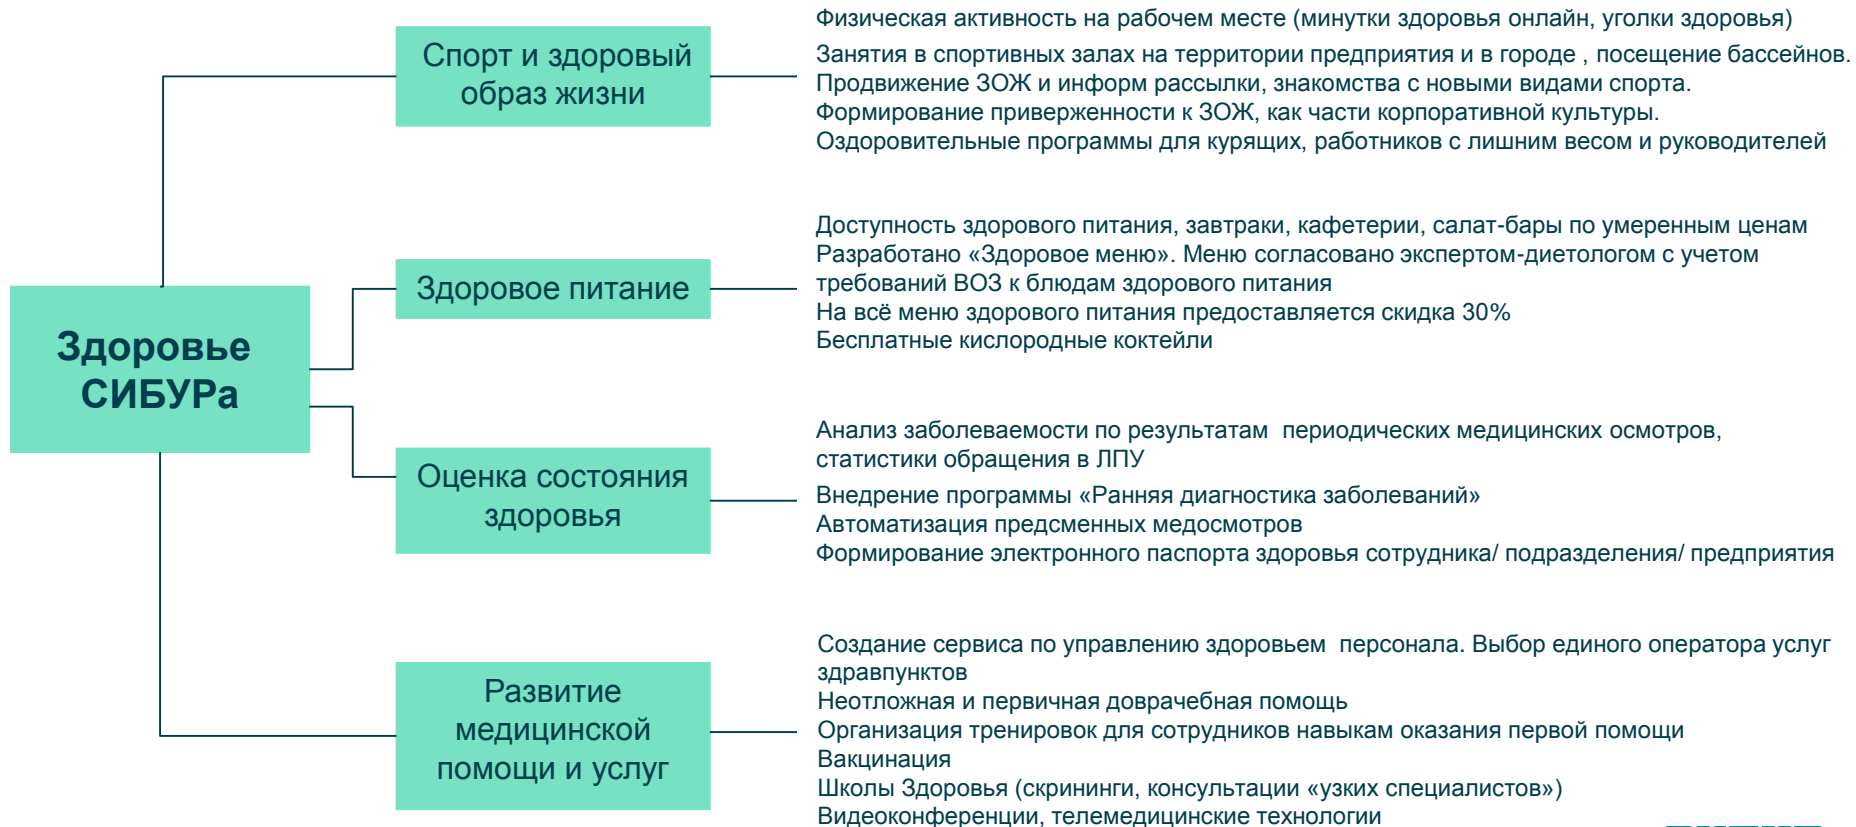 Физическая активность на рабочем месте (минутки здоровья онлайн, уголки здоровья)
Спорт и здоровый
образ жизни
Занятия в спортивных залах на территории предприятия и в городе , посещение бассейнов.
Продвижение ЗОЖ и информ рассылки, знакомства с новыми видами спорта.
Формирование приверженности к ЗОЖ, как части корпоративной культуры.
Оздоровительные программы для курящих, работников с лишним весом и руководителей
Здоровье
СИБУРа
Здоровое питание
Доступность здорового питания, завтраки, кафетерии, салат-бары по умеренным ценам
Разработано «Здоровое меню». Меню согласовано экспертом-диетологом с учетом
требований ВОЗ к блюдам здорового питания
На всё меню здорового питания предоставляется скидка 30%
Бесплатные кислородные коктейли
Оценка состояния
здоровья
Анализ заболеваемости по результатам периодических медицинских осмотров,
статистики обращения в ЛПУ
Внедрение программы «Ранняя диагностика заболеваний»
Автоматизация предсменных медосмотров
Формирование электронного паспорта здоровья сотрудника/ подразделения/ предприятия
Развитие
медицинской
помощи и услуг
Создание сервиса по управлению здоровьем персонала. Выбор единого оператора услуг
здравпунктов
Неотложная и первичная доврачебная помощь
Организация тренировок для сотрудников навыкам оказания первой помощи
Вакцинация
Школы Здоровья (скрининги, консультации «узких специалистов»)
Видеоконференции, телемедицинские технологии